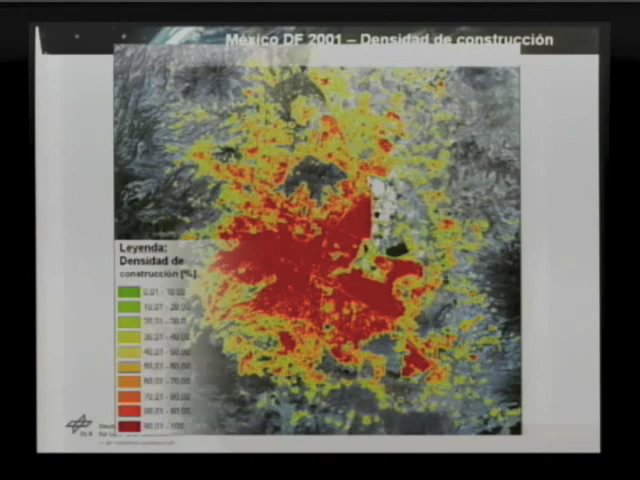 México DF 2001 – Densidad de construcción
Leyenda:
Densidad de
construcción [%]
0,01 - 10,00
10,01 - 20,00
20,01 - 30,0
30,01 - 40,00
40,01 - 50,00
50,01 - 60,00
60,01 - 70,00
70,01 - 80,00
80,01 - 90,00
90,01 - 100
DLR